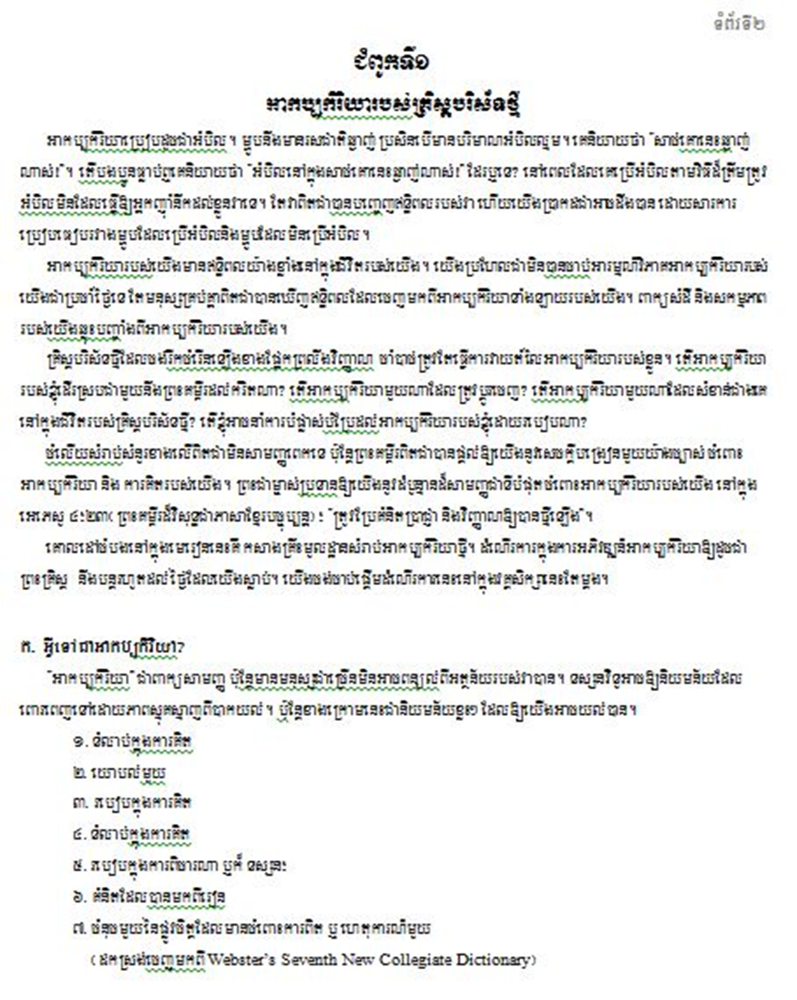 ទំព័រទី២
ជំពូកទី១
អាកប្បកិរិយារបស់គ្រិស្តបរិស័ទថ្មី
អាកប្បកិរិយាប្រៀបដូចជាអំបិល។ ម្ហូបនឹងមានរសជាតិឆ្ងាញ់ ប្រសិនបើមានបរិមាណអំបិលល្មម។ គេនិយាយថា "សាច់គោនេះឆ្ងាញ់
ណាស់!"។ តើបងប្អូនធ្លាប់ឮគេនិយាយថា "អំបិលនៅក្នុងសាច់គោនេះឆ្ងាញ់ណាស់!" ដែរឬទេ? នៅពេលដែលគេប្រើអំបិលតាមវិធីដ៏ត្រឹមត្រូវ
អំបិលមិនដែលធ្វើឱ្យអ្នកញ៉ាំនឹកដល់ខ្លួនវាទេ។ តែវាពិតជាបានបញ្ចេញឥទ្ធិពលរបស់វា ហើយយើងប្រាកដជាអាចដឹងបាន ដោយសារការ
ប្រៀបធៀបរវាងម្ហូបដែលប្រើអំបិលនិងម្ហូបដែលមិនប្រើអំបិល។
អាកប្បកិរិយារបស់យើងមានឥទ្ធិពលយ៉ាងខ្លាំងនៅក្នុងជីវិតរបស់យើង។ យើងប្រហែលជាមិនបានចាប់អារម្មណ៍វិភាគអាកប្បកិរិយារបស់
យើងជាប្រចាំថ្ងៃទេ តែមនុស្សគ្រប់គ្នាពិតជាបានឃើញឥទ្ធិពលដែលចេញមកពីអាកប្បកិរិយាទាំងឡាយរបស់យើង។ ពាក្យសំដី និងសកម្មភាព
របស់យើងឆ្លុះបញ្ចាំងពីអាកប្បកិរិយារបស់យើង។
គ្រិស្តបរិស័ទថ្មីដែលចង់រីកចំរើនឡើងខាងផ្នែកព្រលឹងវិញ្ញាណ ចាំបាច់ត្រូវតែធ្វើការវាយតំលៃអាកប្បកិរិយារបស់ខ្លួន។ តើអាកប្បកិរិយា
របស់ខ្ញុំដើរស្របជាមួយនឹងព្រះគម្ពីរដល់កំរិតណា? តើអាកប្បកិរិយាមួយណាដែលត្រូវប្តូរចេញ? តើអាកប្បកិរិយាមួយណាដែលសំខាន់ជាងគេ
នៅក្នុងជីវិតរបស់គ្រិស្តបរិស័ទថ្មី? តើខ្ញុំអាចនាំការបំផ្លាស់បំប្រែដល់អាកប្បកិរិយារបស់ខ្ញុំដោយរបៀបណា?
ចំលើយសំរាប់សំនួរខាងលើពិតជាមិនសាមញ្ញពេកទេ ប៉ុន្តែព្រះគម្ពីរពិតជាបានផ្តល់ឱ្យយើងនូវសេចក្តីបង្រៀនមួយយ៉ាងច្បាស់ ចំពោះ
អាកប្បកិរិយា និង ការគិតរបស់យើង។ ព្រះជាម្ចាស់ប្រទានឱ្យយើងនូវដំបូន្មានដ៏សាមញ្ញជាទីបំផុតចំពោះអាកប្បកិរិយារបស់យើង នៅក្នុង
អេភេសូ ៤:២៣( ព្រះគម្ពីរដ៏វិសុទ្ធជាភាសាខ្មែរបច្ចុប្បន្ន) : "ត្រូវប្រែគំនិតប្រាជ្ញា និងវិញ្ញាណឱ្យបានថ្មីឡើង"។
គោលដៅចំបងនៅក្នុងមេរៀននេះគឺ កសាងគ្រឹះមូលដ្ឋានសំរាប់អាកប្បកិរិយាថ្មី។ ដំណើរការក្នុងការអភិវឌ្ឍន៍អាកប្បកិរិយាឱ្យដូចជា
ព្រះគ្រិស្ត នឹងបន្តរហូតដល់ថ្ងៃដែលយើងស្លាប់។ យើងចង់ចាប់ផ្តើមដំណើរការនេះនៅក្នុងវគ្គសិក្សានេះតែម្តង។
ក. អ្វីទៅជាអាកប្បកិរិយា?
"អាកប្បកិរិយា" ជាពាក្យសាមញ្ញ ប៉ុន្តែមានមនុស្សជាច្រើនមិនអាចពន្យល់ពីអត្ថន័យរបស់វាបាន។ ទស្សនវិទូអាចឱ្យនិយមន័យដែល
ពោរពេញទៅដោយភាពស្មុគស្មាញពីបាកយល់។ ប៉ុន្តែខាងក្រោមនេះជានិយមន័យខ្លះៗ ដែលឱ្យយើងអាចយល់បាន។
១. ទំលាប់ក្នុងការគិត
២. យោបល់មួយ
៣. របៀបក្នុងការគិត
៤. ទំលាប់ក្នុងការគិត
៥. របៀបក្នុងការពិចារណា ឬក៏ ទស្សនះ
៦. គំនិតដែលបានមកពីរៀន
៧. ចំនុចមួយនៃផ្លូវចិត្តដែលមានចំពោះការពិត ឬ ហេតុការណ៍មួយ
( ដកស្រង់ចេញមកពី Webster's Seventh New Collegiate Dictionary)